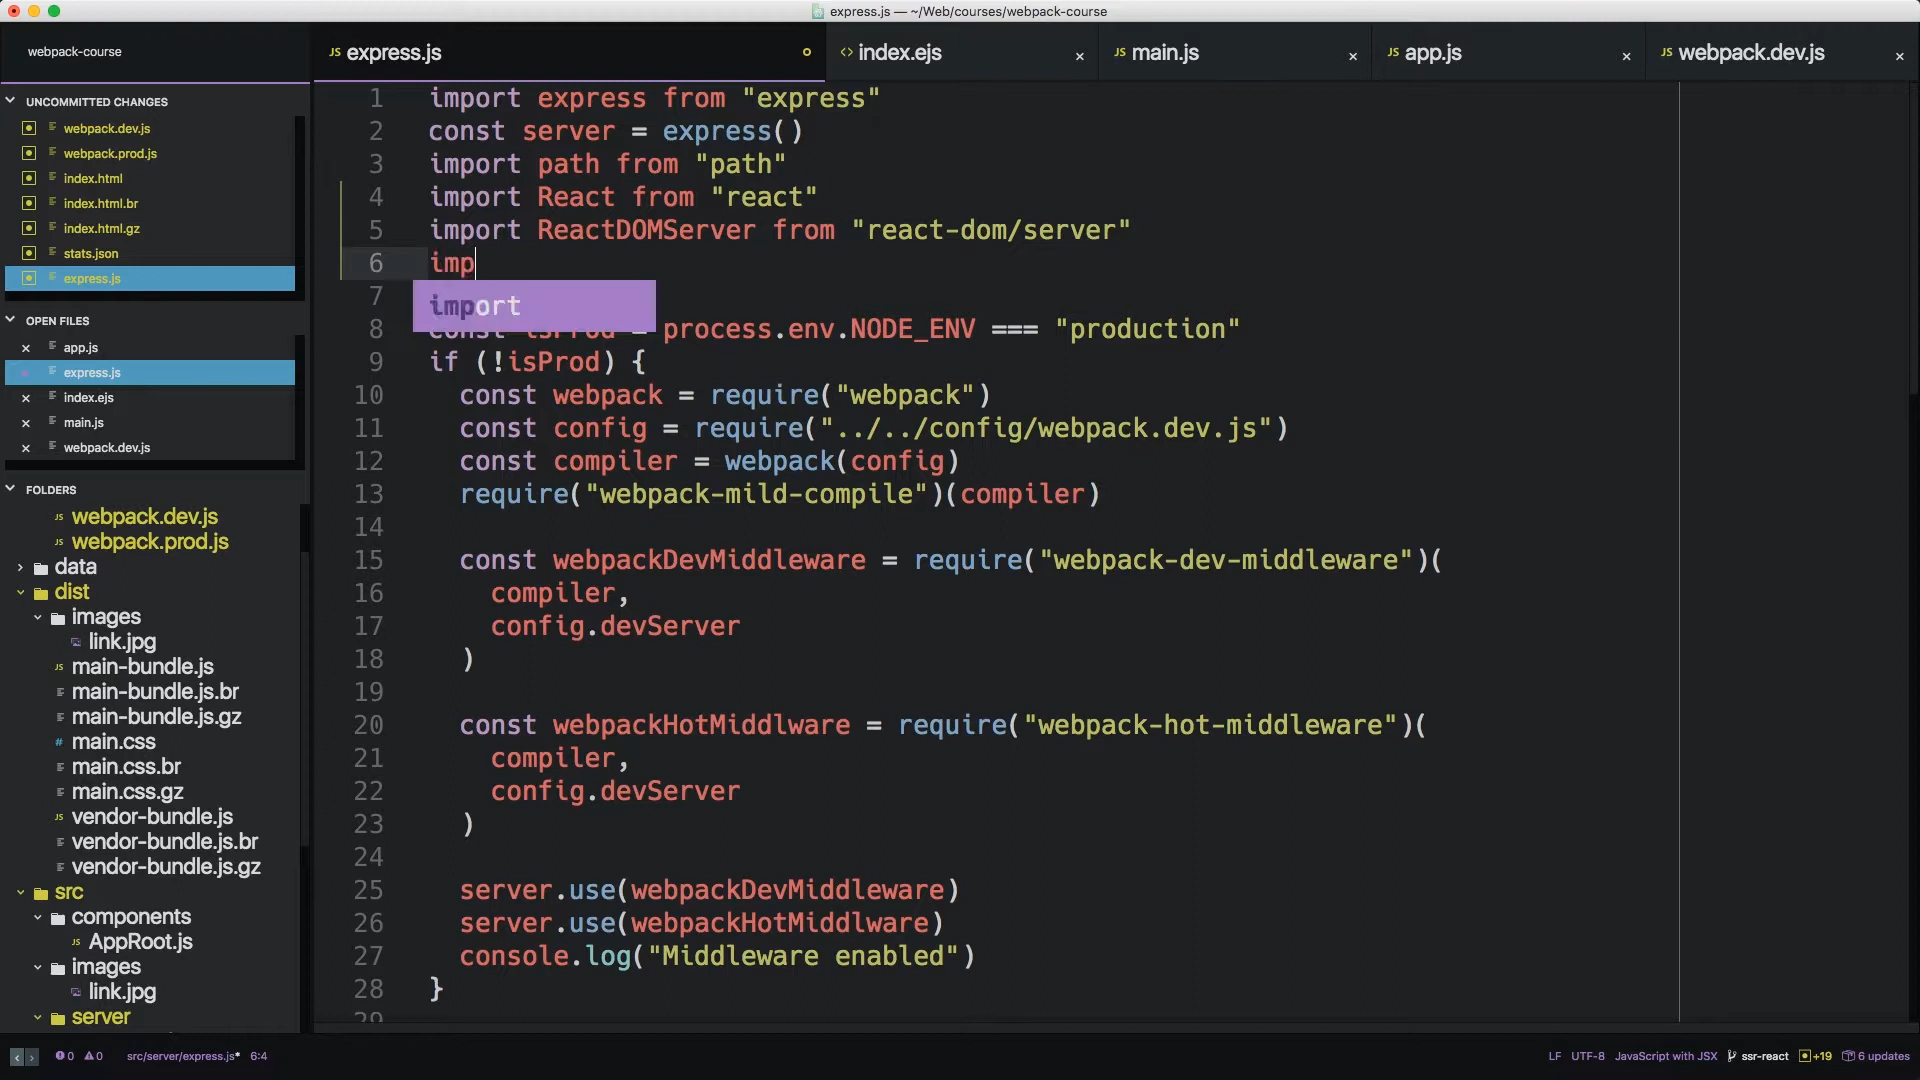 express.js — ~/Web/courses/webpack-course
webpack-course
express.js
index.ejs
main.js
app.js
webpack.dev.js
UNCOMMITTED CHANGES
webpack.dev.js
webpack.prod.js
index.html
index.html.br
index.html.gz
stats.json
express.js
OPEN FILES
app.js
express.js
index.ejs
main.js
webpack.dev.js
FOLDERS
webpack.dev.js
webpack.prod.js
data
dist
images
link.jpg
main-bundle.js
main-bundle.js.br
main-bundle.js.gz
main.css
main.css.br
main.css.gz
vendor-bundle.js
vendor-bundle.js.br
vendor-bundle.js.gz
src
components
AppRoot.js
images
link.jpg
server
1 import express from "express"
2 const server = express()
3 import path from "path"
4 import React from "react"
5 import ReactDOMServer from "react-dom/server"
6 imp
import
7
8 const isProd = process.env.NODE_ENV === "production"
9 if (!isProd) {
10 const webpack = require("webpack")
11 const config = require("../../config/webpack.dev.js")
12 const compiler = webpack(config)
13 require("webpack-mild-compile")(compiler)
14
15 const webpackDevMiddleware = require("webpack-dev-middleware")(
16 compiler,
17 config.devServer
18 )
19
20 const webpackHotMiddlware = require("webpack-hot-middleware")(
21 compiler,
22 config.devServer
23 )
24
25 server.use(webpackDevMiddleware)
26 server.use(webpackHotMiddlware)
27 console.log("Middleware enabled")
28 }
29
0 0 src/server/express.js* 6:4
LF UTF-8 JavaScript with JSX ssr-react +19 6 updates